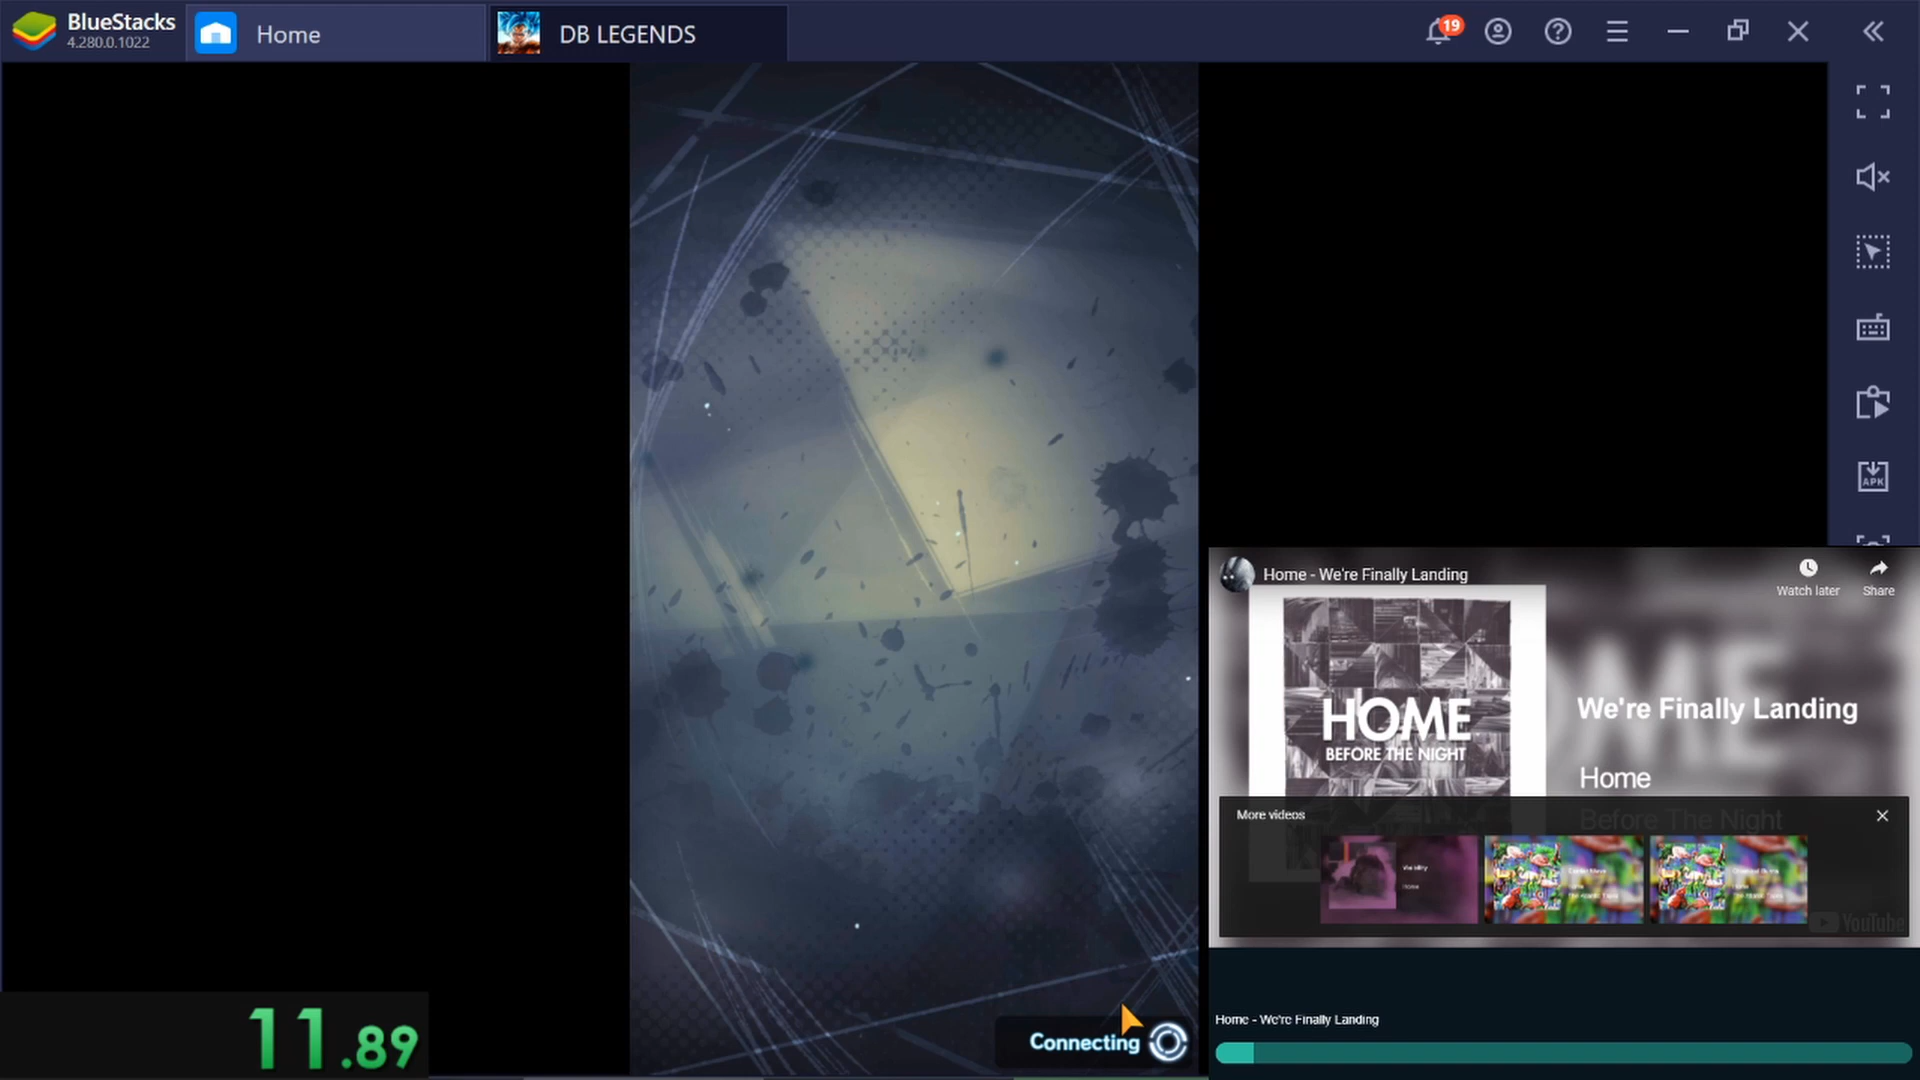 BlueStacks
4.280.0.1022
Home
DB LEGENDS
19
APK
Home - We're Finally Landing
Watch later
Share
HOME
BEFORE THE NIGHT
We're Finally Landing
Home
Before The Night
More videos
Home
YouTube
Connecting
11.89
Home - We're Finally Landing